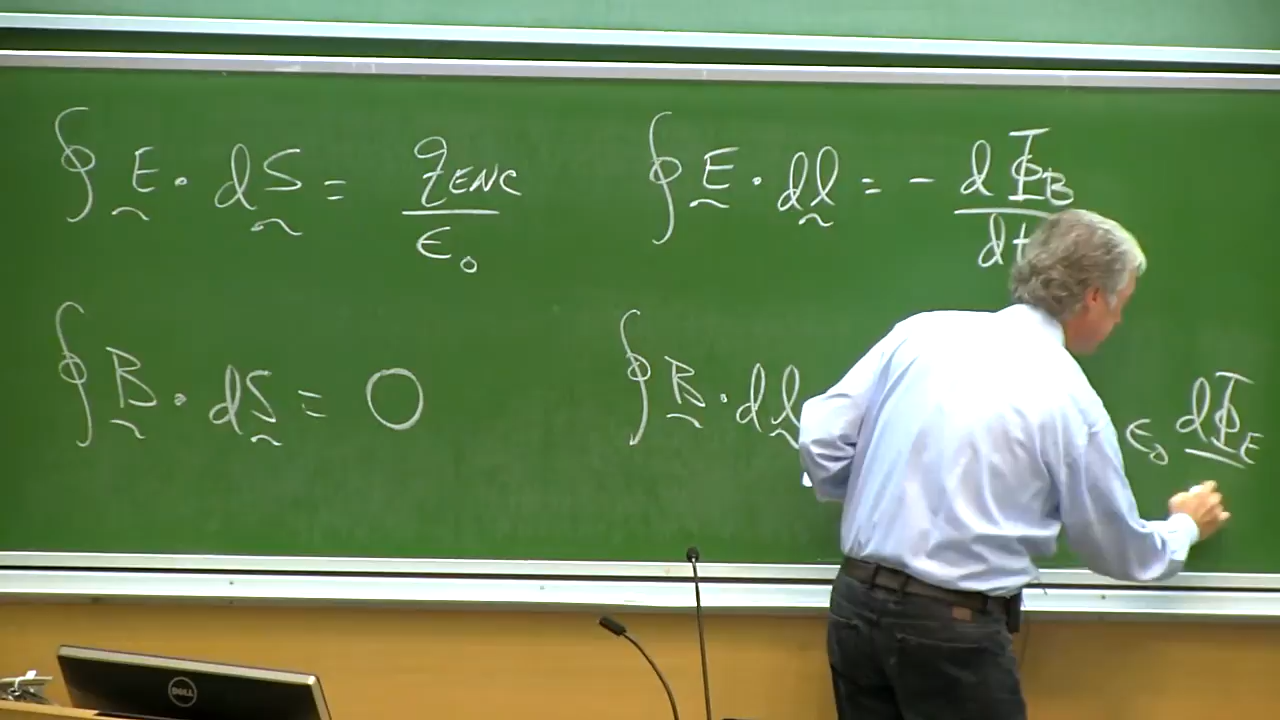 ∮ E · dS = q_ENC / ε₀
∮ E · dl = - dΦ_B / dt
∮ B · dS = 0
∮ B · dl
ε₀ dΦ_E
DELL